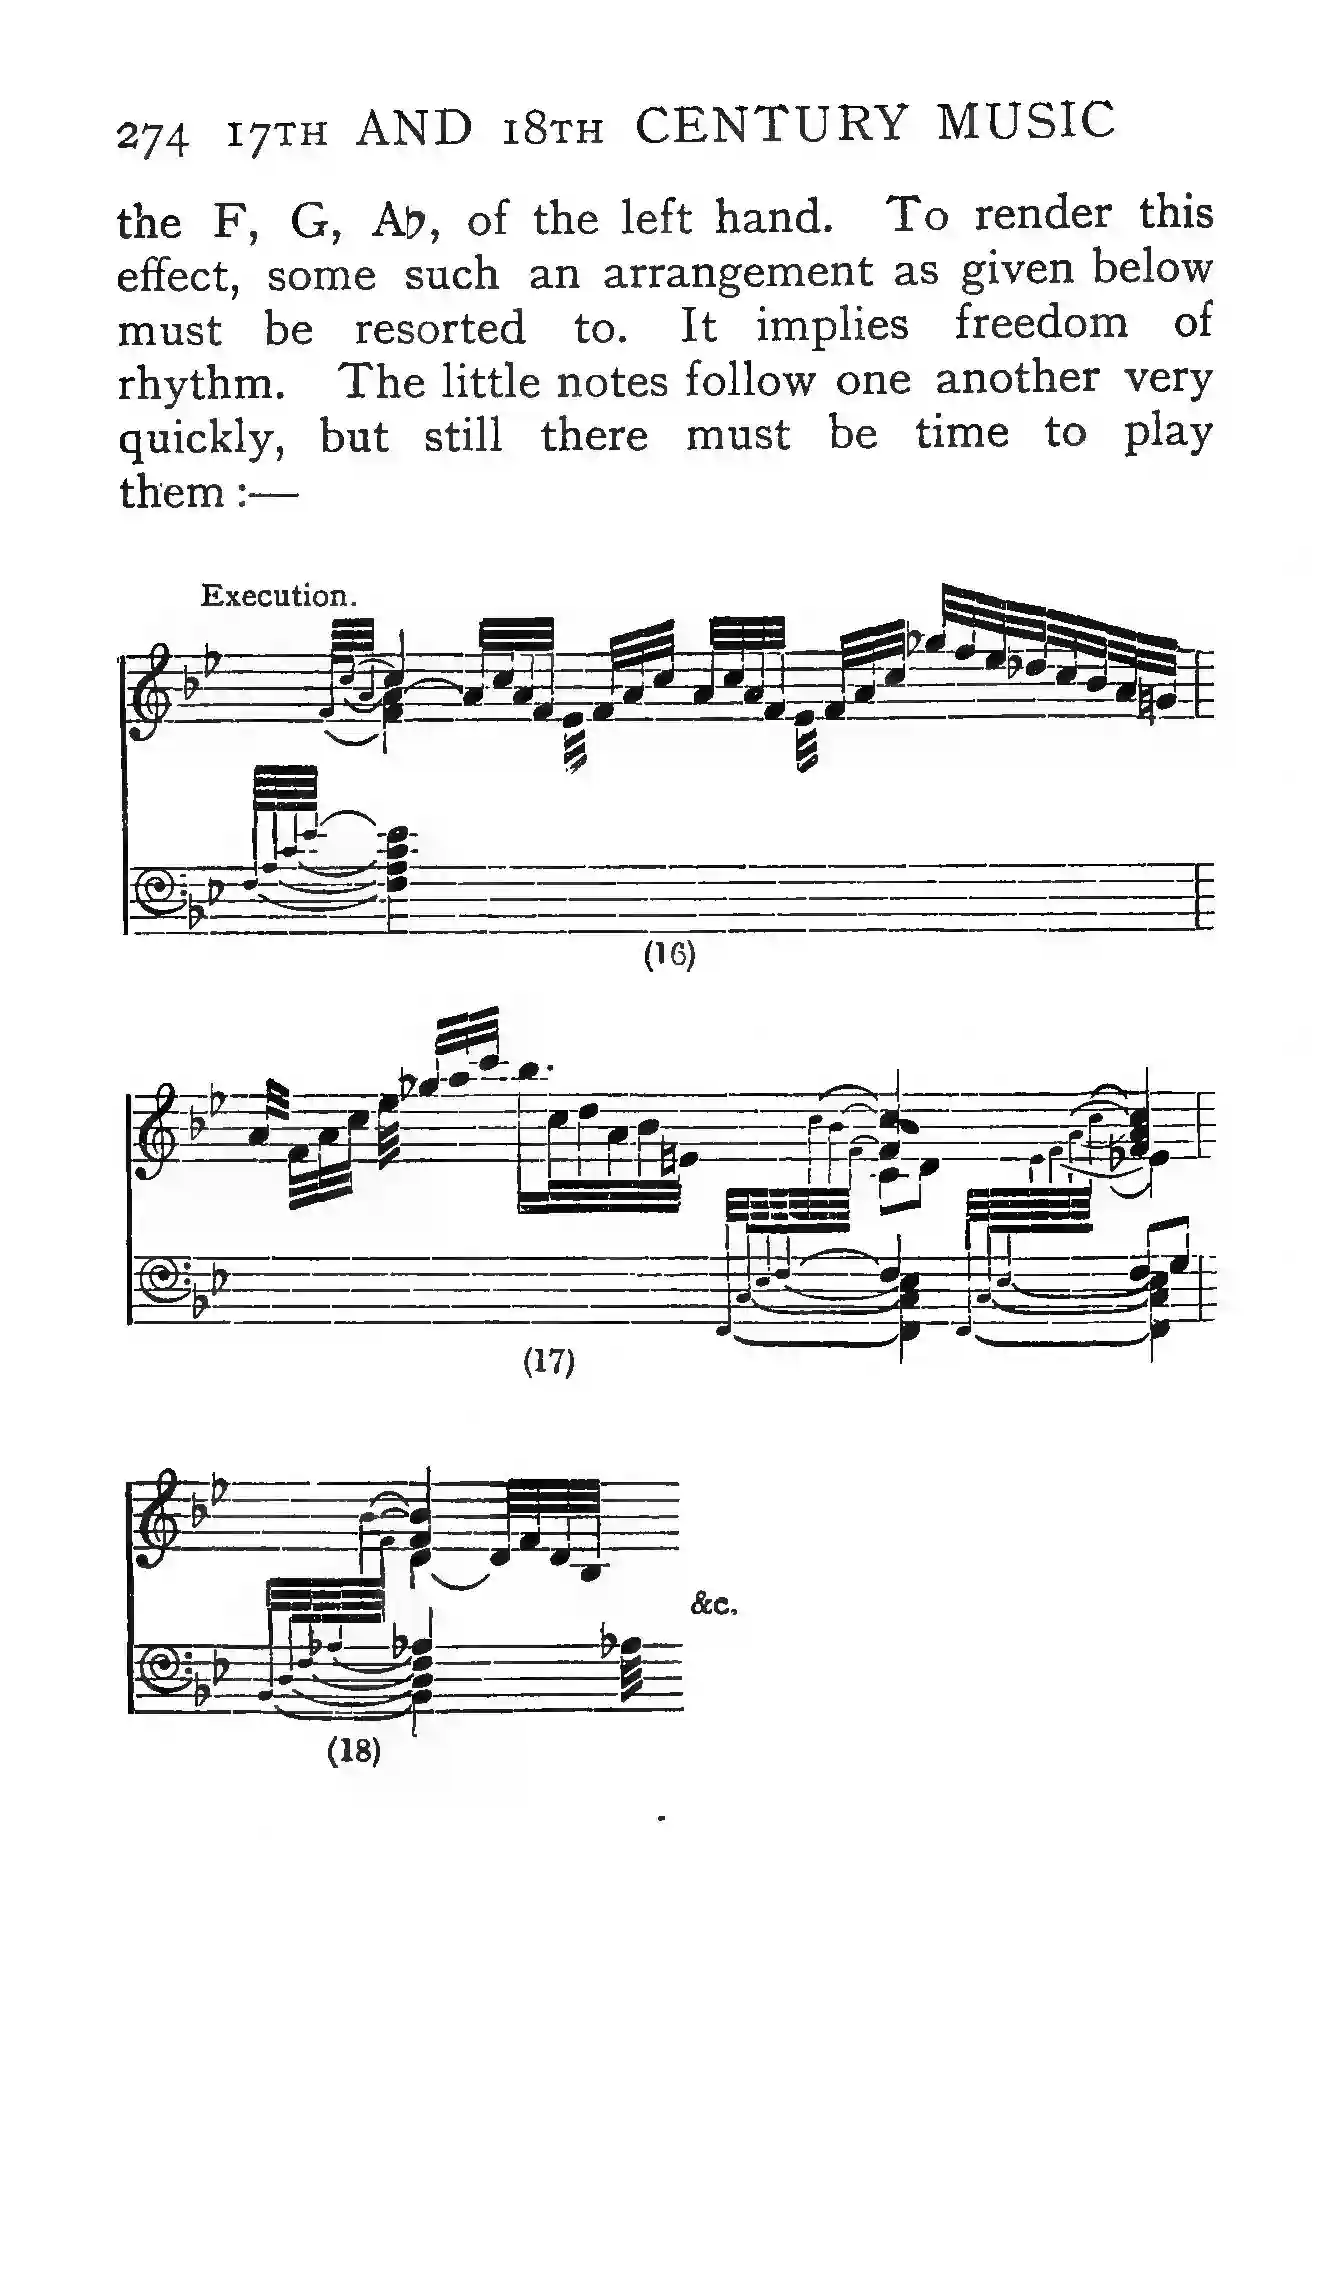 274 17TH AND 18TH CENTURY MUSIC
the F, G, A♭, of the left hand. To render this
effect, some such an arrangement as given below
must be resorted to. It implies freedom of
rhythm. The little notes follow one another very
quickly, but still there must be time to play
them :—
Execution.
(16)
(17)
&c.
(18)